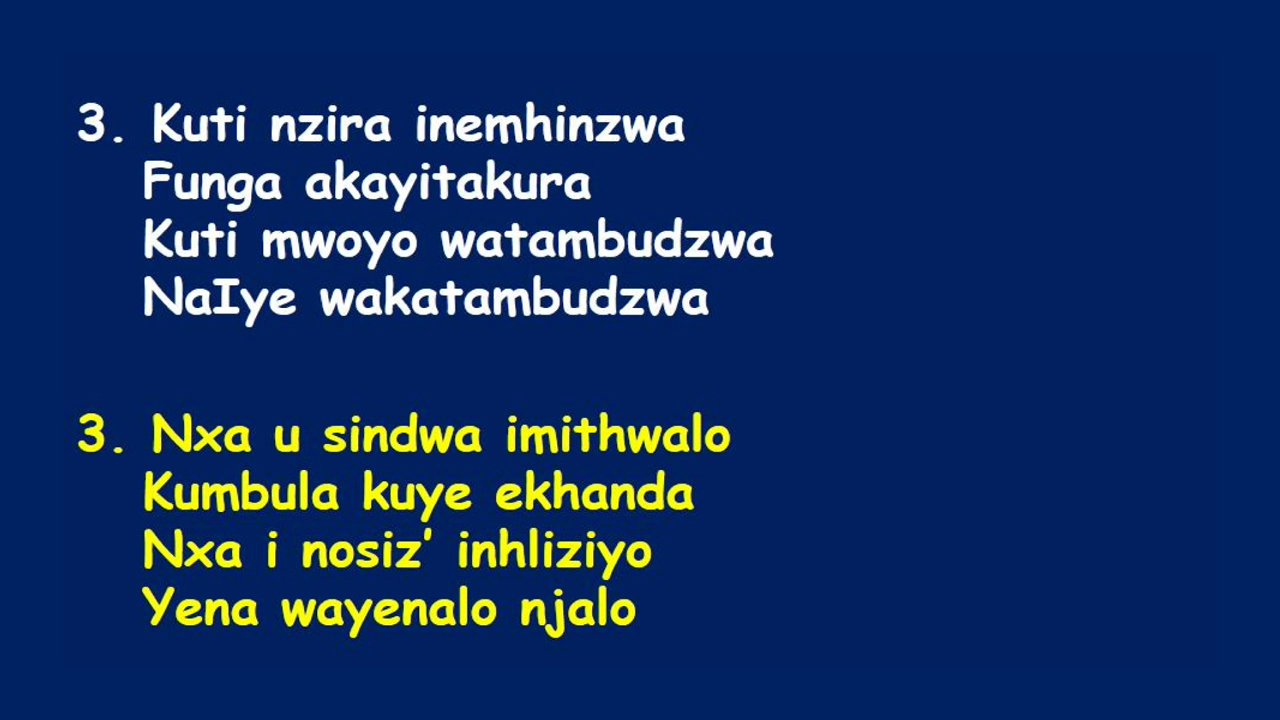 3. Kuti nzira inemhinzwa
Funga akayitakura
Kuti mwoyo watambudzwa
NaIye wakatambudzwa
3. Nxa u sindwa imithwalo
Kumbula kuye ekhanda
Nxa i nosiz' inhliziyo
Yena wayenalo njalo